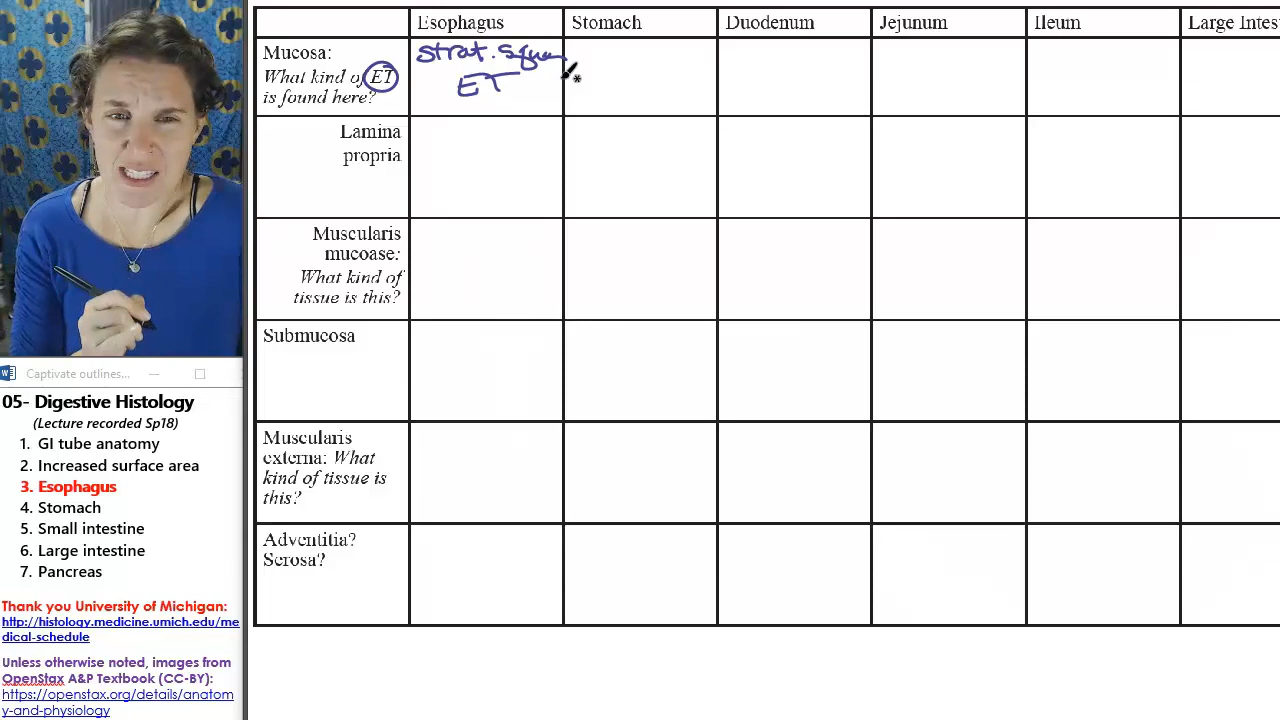 Esophagus Stomach Duodenum Jejunum Ileum Large Intest
Mucosa:
What kind of ET
is found here?
strat. squam
ET
Lamina
propria
Muscularis
mucoase:
What kind of
tissue is this?
Submucosa
Muscularis
externa: What
kind of tissue is
this?
Adventitia?
Serosa?
Captivate outlines...
05- Digestive Histology
(Lecture recorded Sp18)
1. GI tube anatomy
2. Increased surface area
3. Esophagus
4. Stomach
5. Small intestine
6. Large intestine
7. Pancreas
Thank you University of Michigan:
http://histology.medicine.umich.edu/me
dical-schedule
Unless otherwise noted, images from
OpenStax A&P Textbook (CC-BY):
https://openstax.org/details/anatom
y-and-physiology